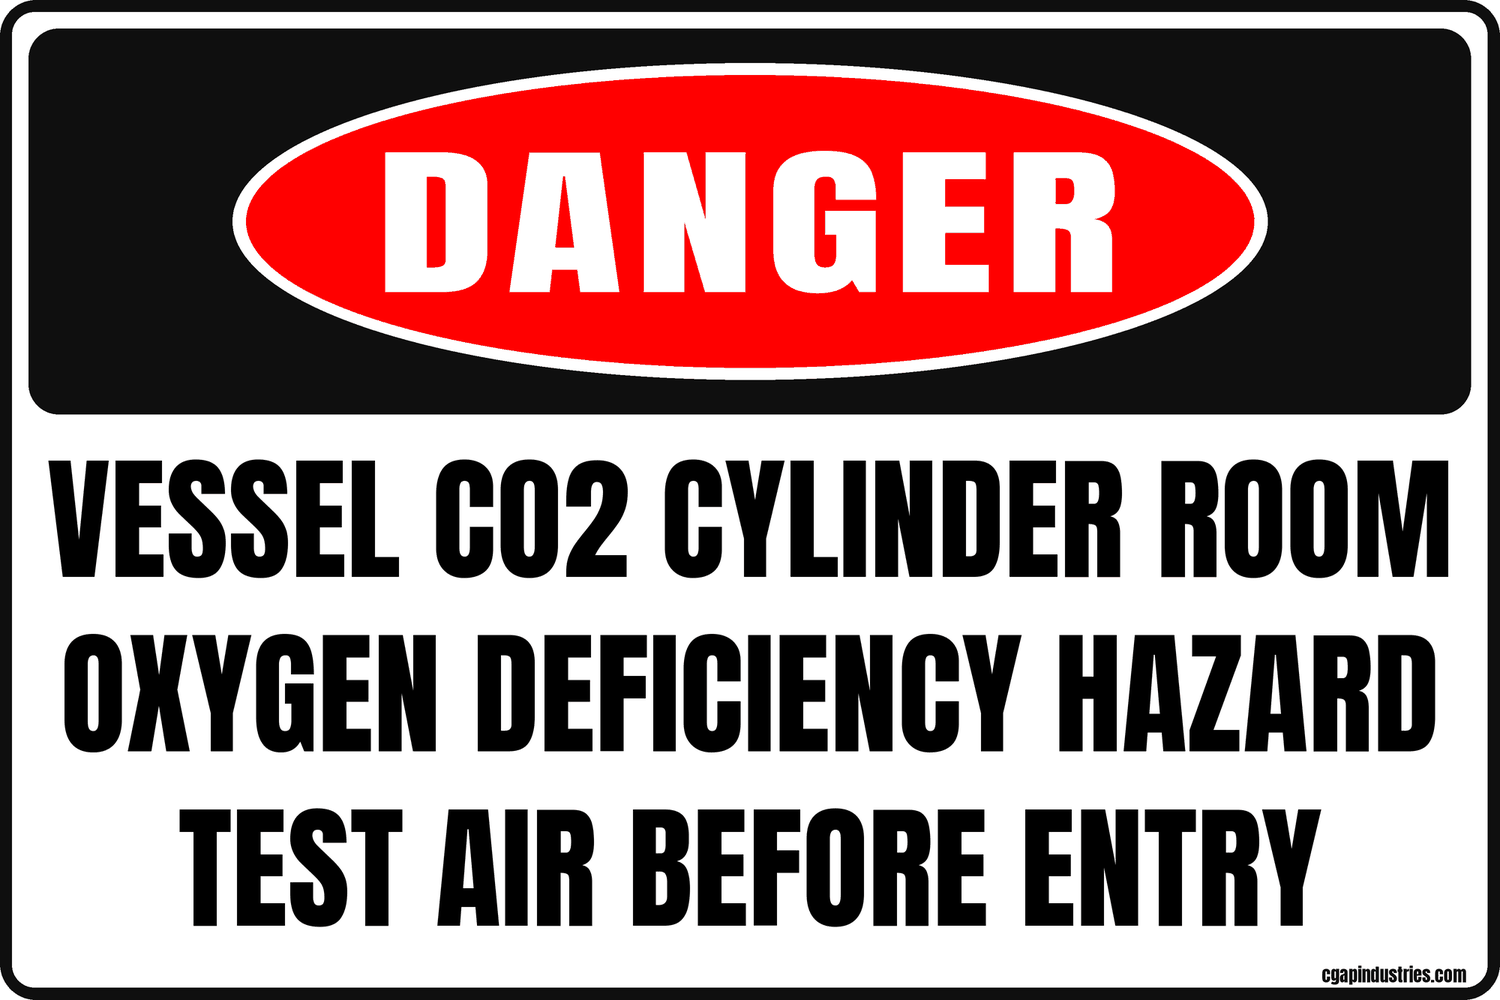 DANGER
VESSEL CO2 CYLINDER ROOM
OXYGEN DEFICIENCY HAZARD
TEST AIR BEFORE ENTRY
cgapindustries.com